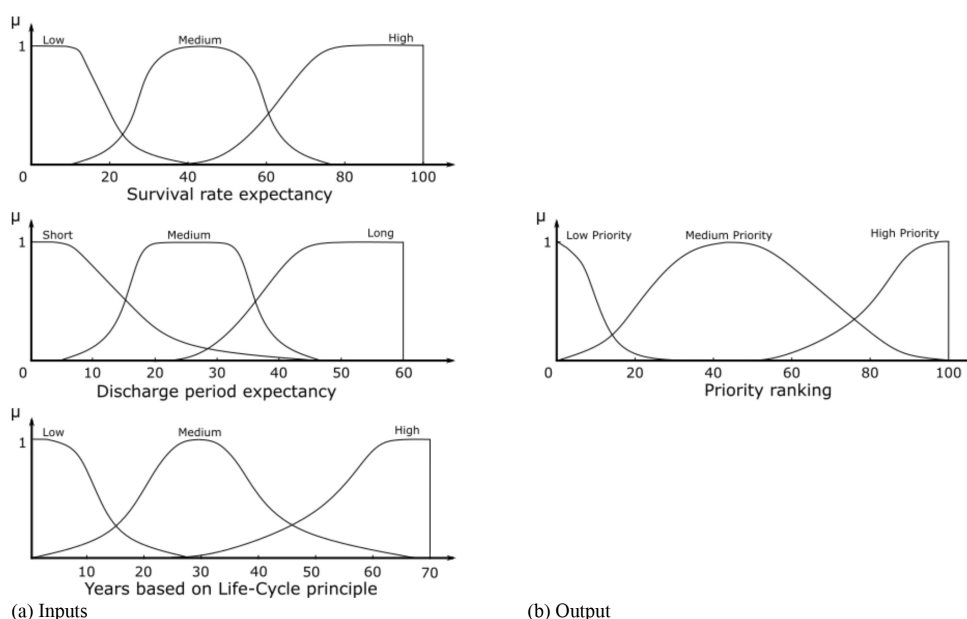 μ
1
Low Medium High
0 20 40 60 80 100
Survival rate expectancy
μ
1
Short Medium Long
0 10 20 30 40 50 60
Discharge period expectancy
μ
1
Low Medium High
10 20 30 40 50 60 70
Years based on Life-Cycle principle
(a) Inputs
μ
1
Low Priority Medium Priority High Priority
0 20 40 60 80 100
Priority ranking
(b) Output